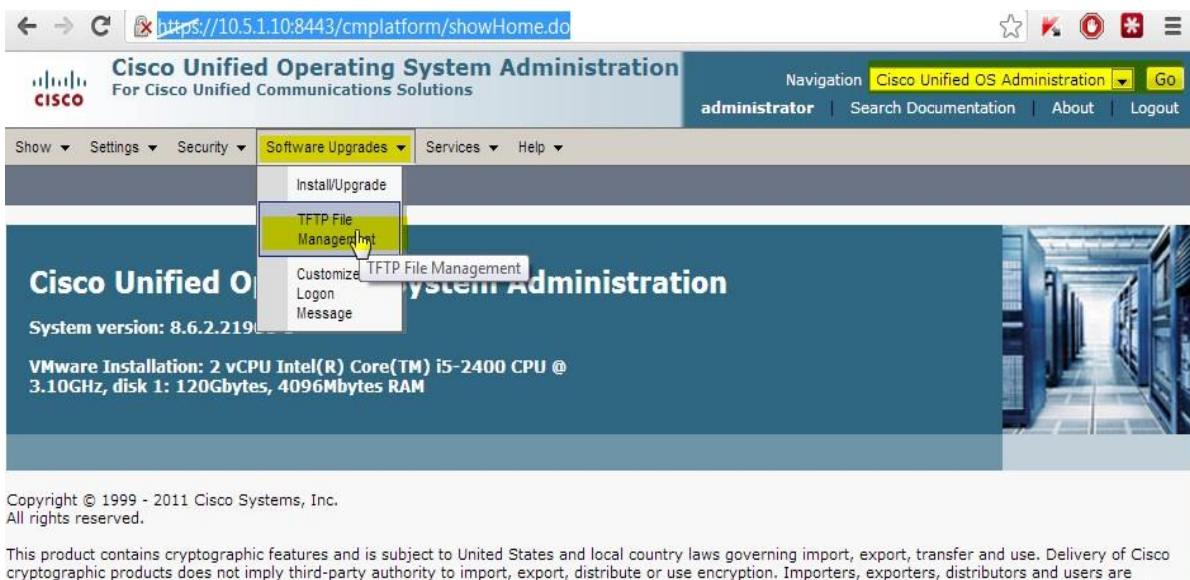 https://10.5.1.10:8443/cmplatform/showHome.do
CISCO
Cisco Unified Operating System Administration
For Cisco Unified Communications Solutions
Navigation Cisco Unified OS Administration Go
administrator | Search Documentation | About | Logout
Show Settings Security Software Upgrades Services Help
Install/Upgrade
TFTP File
Management
TFTP File Management
Customize
Logon
Message
Cisco Unified O ystem Administration
System version: 8.6.2.219
VMware Installation: 2 vCPU Intel(R) Core(TM) i5-2400 CPU @
3.10GHz, disk 1: 120Gbytes, 4096Mbytes RAM
Copyright © 1999 - 2011 Cisco Systems, Inc.
All rights reserved.
This product contains cryptographic features and is subject to United States and local country laws governing import, export, transfer and use. Delivery of Cisco
cryptographic products does not imply third-party authority to import, export, distribute or use encryption. Importers, exporters, distributors and users are